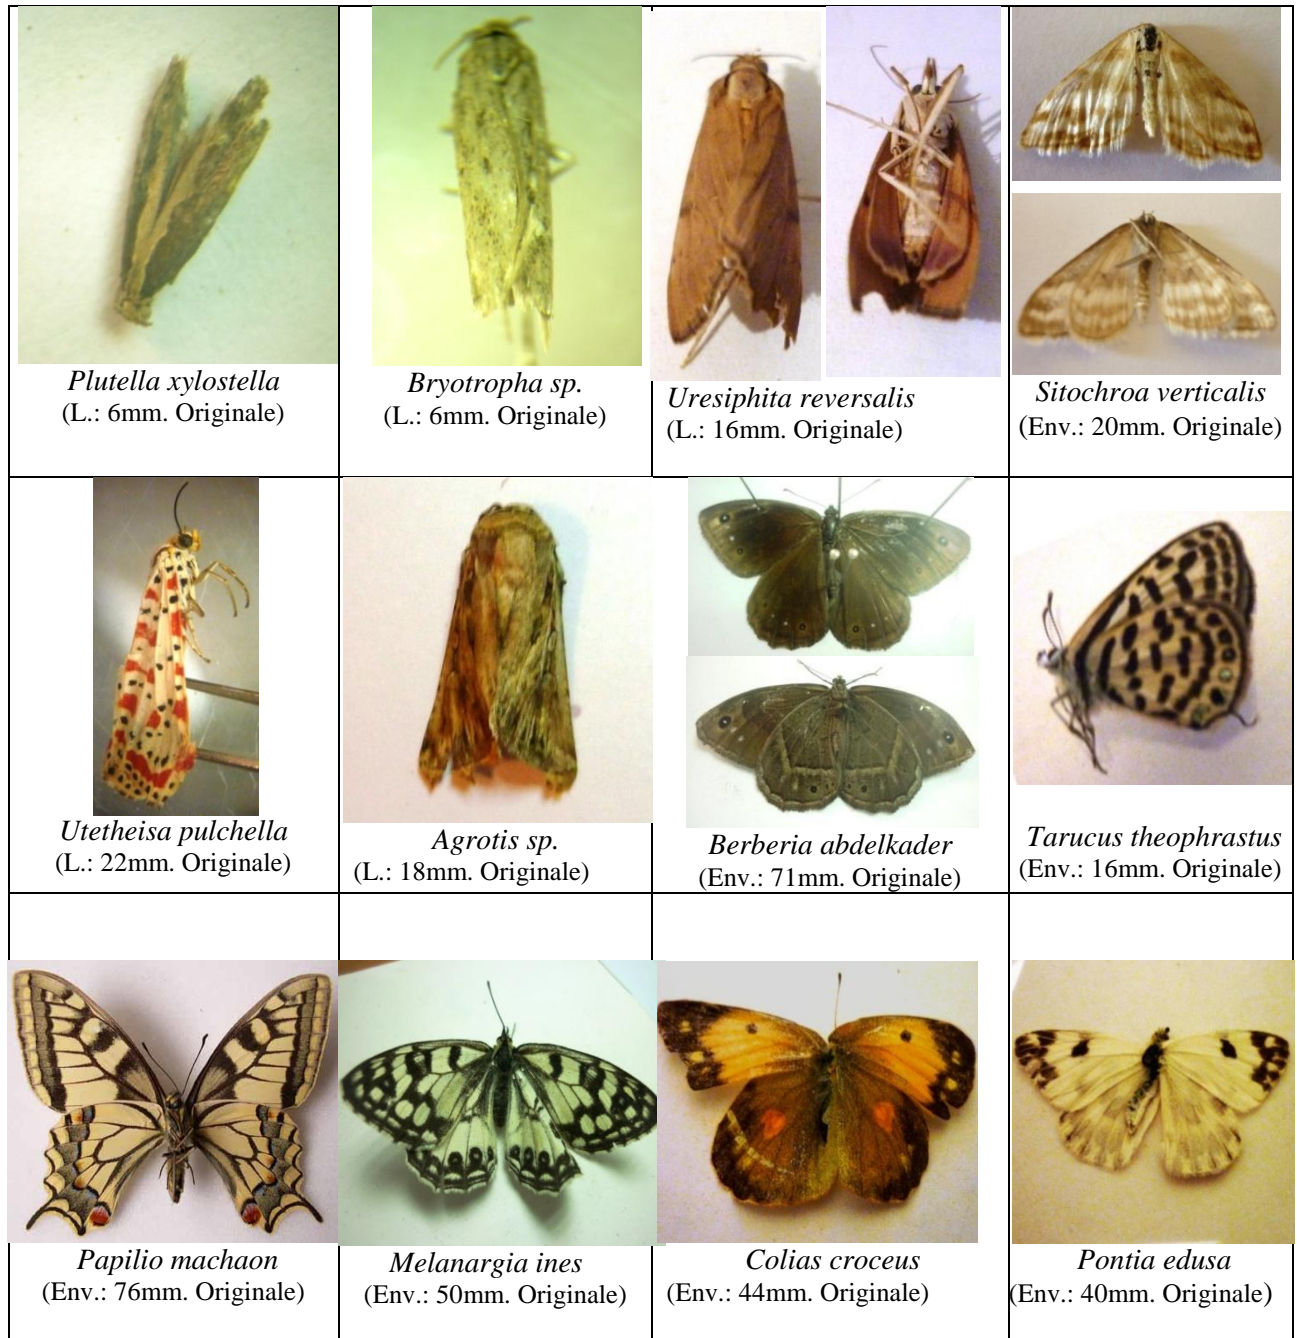 Plutella xylostella
(L.: 6mm. Originale)
Bryotropha sp.
(L.: 6mm. Originale)
Uresiphita reversalis
(L.: 16mm. Originale)
Sitochroa verticalis
(Env.: 20mm. Originale)
Utetheisa pulchella
(L.: 22mm. Originale)
Agrotis sp.
(L.: 18mm. Originale)
Berberia abdelkader
(Env.: 71mm. Originale)
Tarucus theophrastus
(Env.: 16mm. Originale)
Papilio machaon
(Env.: 76mm. Originale)
Melanargia ines
(Env.: 50mm. Originale)
Colias croceus
(Env.: 44mm. Originale)
Pontia edusa
(Env.: 40mm. Originale)